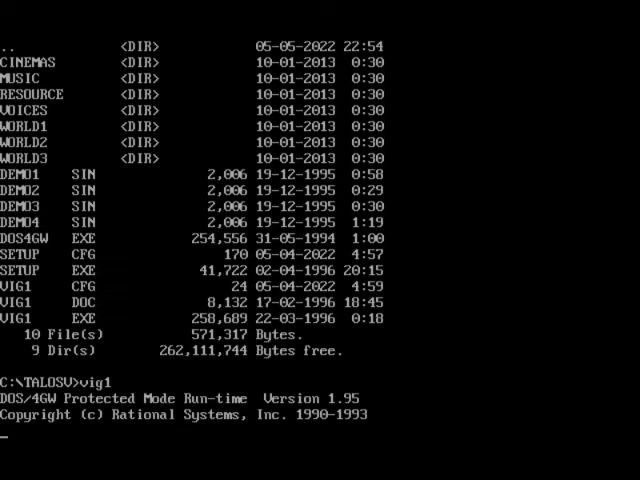 ..             <DIR>            05-05-2022 22:54
CINEMAS        <DIR>            10-01-2013  0:30
MUSIC          <DIR>            10-01-2013  0:30
RESOURCE       <DIR>            10-01-2013  0:30
VOICES         <DIR>            10-01-2013  0:30
WORLD1         <DIR>            10-01-2013  0:30
WORLD2         <DIR>            10-01-2013  0:30
WORLD3         <DIR>            10-01-2013  0:30
DEMO1    SIN              2,006 19-12-1995  0:58
DEMO2    SIN              2,006 19-12-1995  0:29
DEMO3    SIN              2,006 19-12-1995  0:30
DEMO4    SIN              2,006 19-12-1995  1:19
DOS4GW   EXE            254,556 31-05-1994  1:00
SETUP    CFG                170 05-04-2022  4:57
SETUP    EXE             41,722 02-04-1996 20:15
VIG1     CFG                 24 05-04-2022  4:59
VIG1     DOC              8,132 17-02-1996 18:45
VIG1     EXE            258,689 22-03-1996  0:18
   10 File(s)           571,317 Bytes.
    9 Dir(s)        262,111,744 Bytes free.
C:\TALOSV>vig1
DOS/4GW Protected Mode Run-time  Version 1.95
Copyright (c) Rational Systems, Inc. 1990-1993